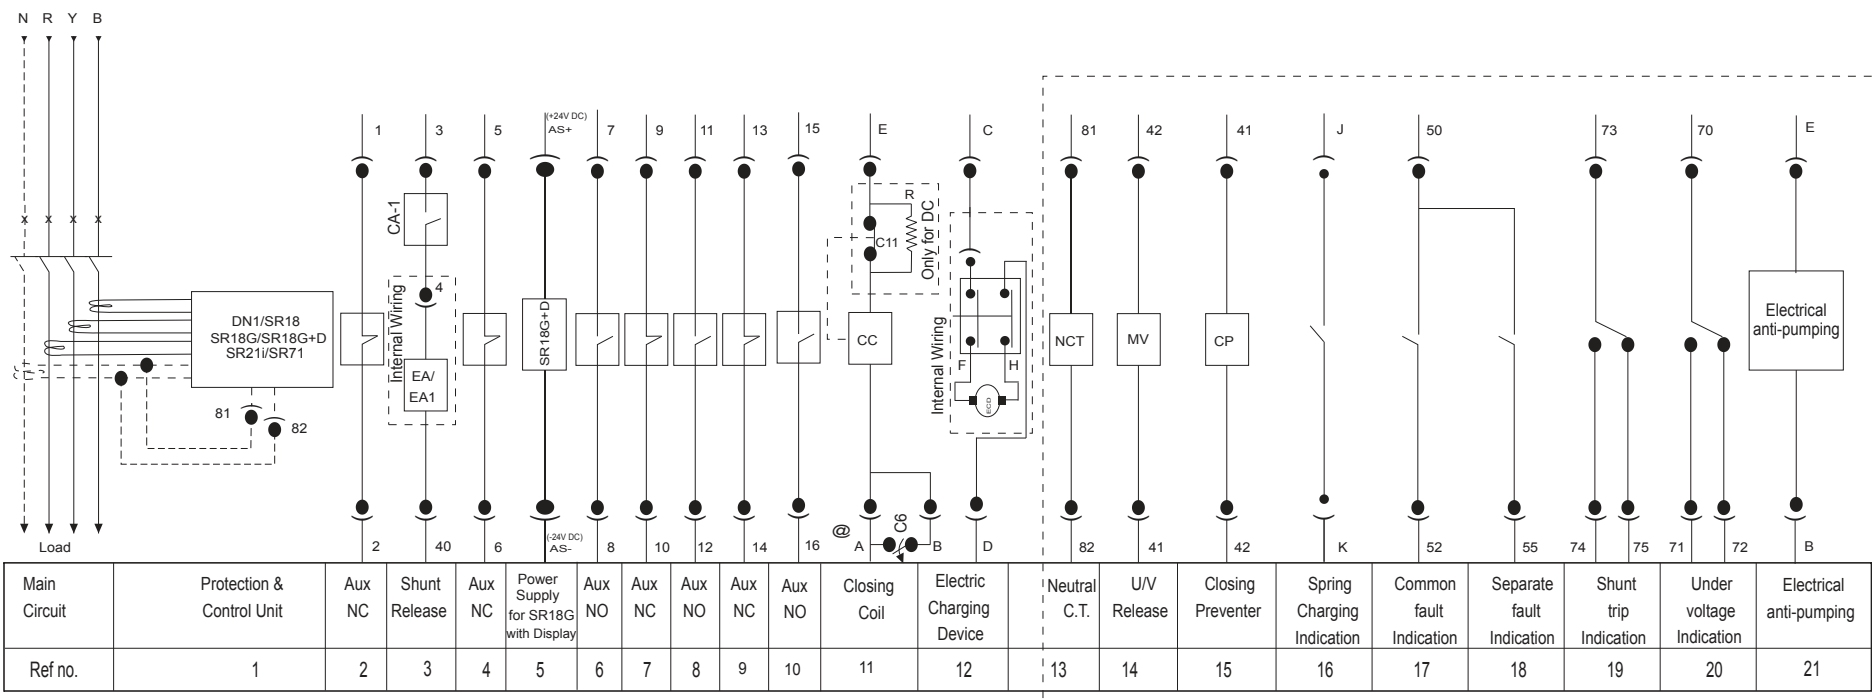 N R Y B
(+24V DC)
1 3 5 AS+ 7 9 11 13 15 E C 81 42 41 J 50 73 70 E
CA-1
R
C11
Only for DC
4
Internal Wiring
DN1/SR18
SR18G/SR18G+D
SR21i/SR71
SR18G+D
CC
NCT
MV
CP
Electrical
anti-pumping
EA/
EA1
Internal Wiring
F H
ECD
81
82
@
C6
(-24V DC)
Load
2 40 6 AS- 8 10 12 14 16 A B D 82 41 42 K 52 55 74 75 71 72 B
Main
Circuit
Protection &
Control Unit
Aux
NC
Shunt
Release
Aux
NC
Power
Supply
for SR18G
with Display
Aux
NO
Aux
NC
Aux
NO
Aux
NC
Aux
NO
Closing
Coil
Electric
Charging
Device
Neutral
C.T.
U/V
Release
Closing
Preventer
Spring
Charging
Indication
Common
fault
Indication
Separate
fault
Indication
Shunt
trip
Indication
Under
voltage
Indication
Electrical
anti-pumping
Ref no. 1 2 3 4 5 6 7 8 9 10 11 12 13 14 15 16 17 18 19 20 21